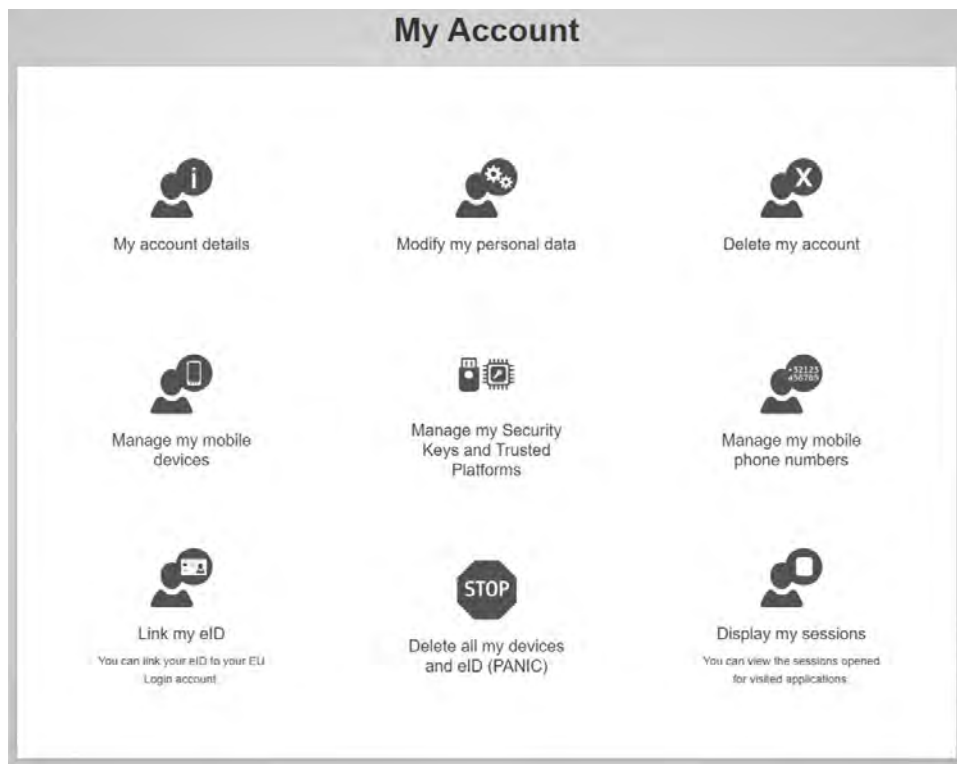 My Account
i
X
My account details
Modify my personal data
Delete my account
+32123
456789
Manage my mobile
devices
Manage my Security
Keys and Trusted
Platforms
Manage my mobile
phone numbers
STOP
Link my eID
You can link your eID to your EU
Login account
Delete all my devices
and eID (PANIC)
Display my sessions
You can view the sessions opened
for visited applications